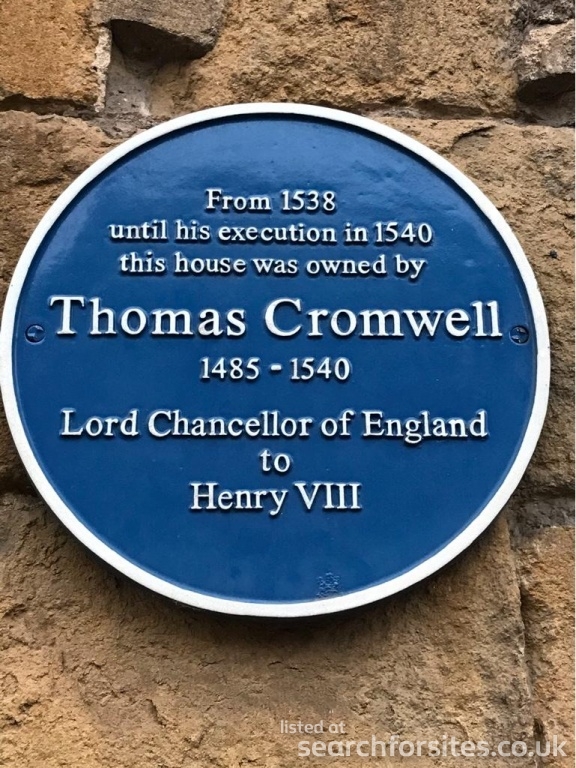 From 1538
until his execution in 1540
this house was owned by
Thomas Cromwell
1485 - 1540
Lord Chancellor of England
to
Henry VIII
listed at
searchforsites.co.uk